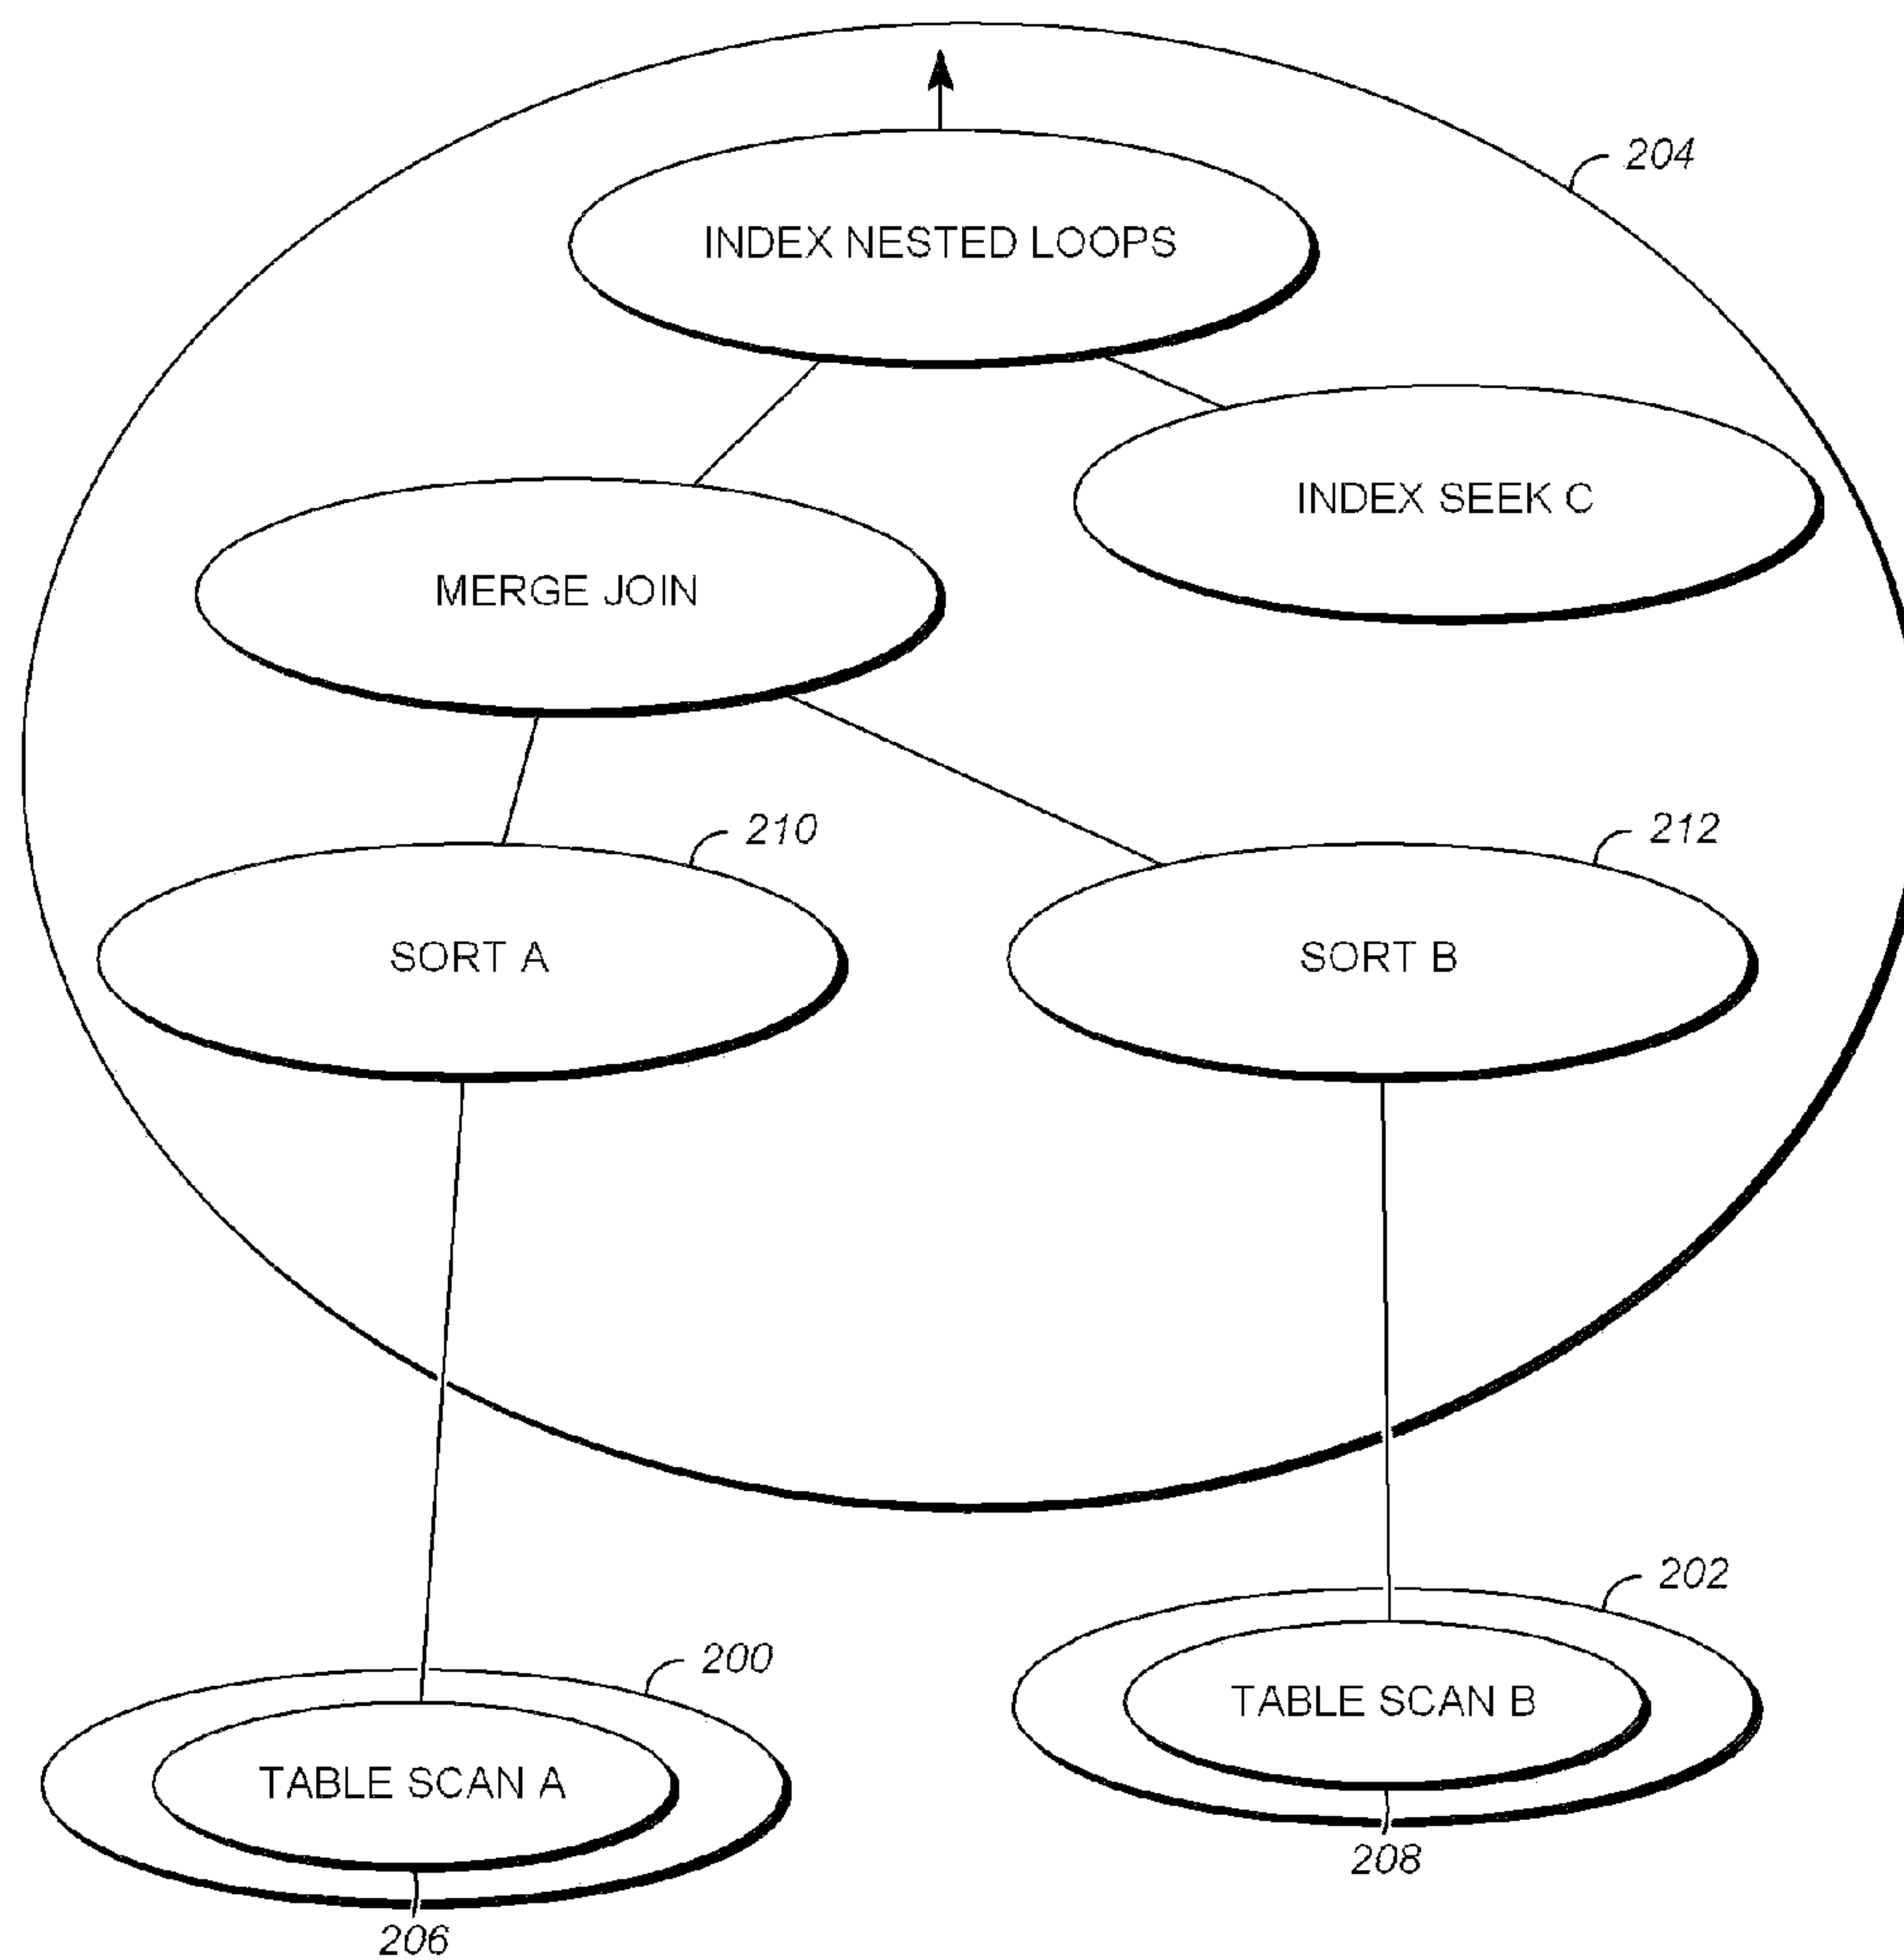 204
INDEX NESTED LOOPS
INDEX SEEK C
MERGE JOIN
210
212
SORT A
SORT B
202
200
TABLE SCAN B
TABLE SCAN A
208
206